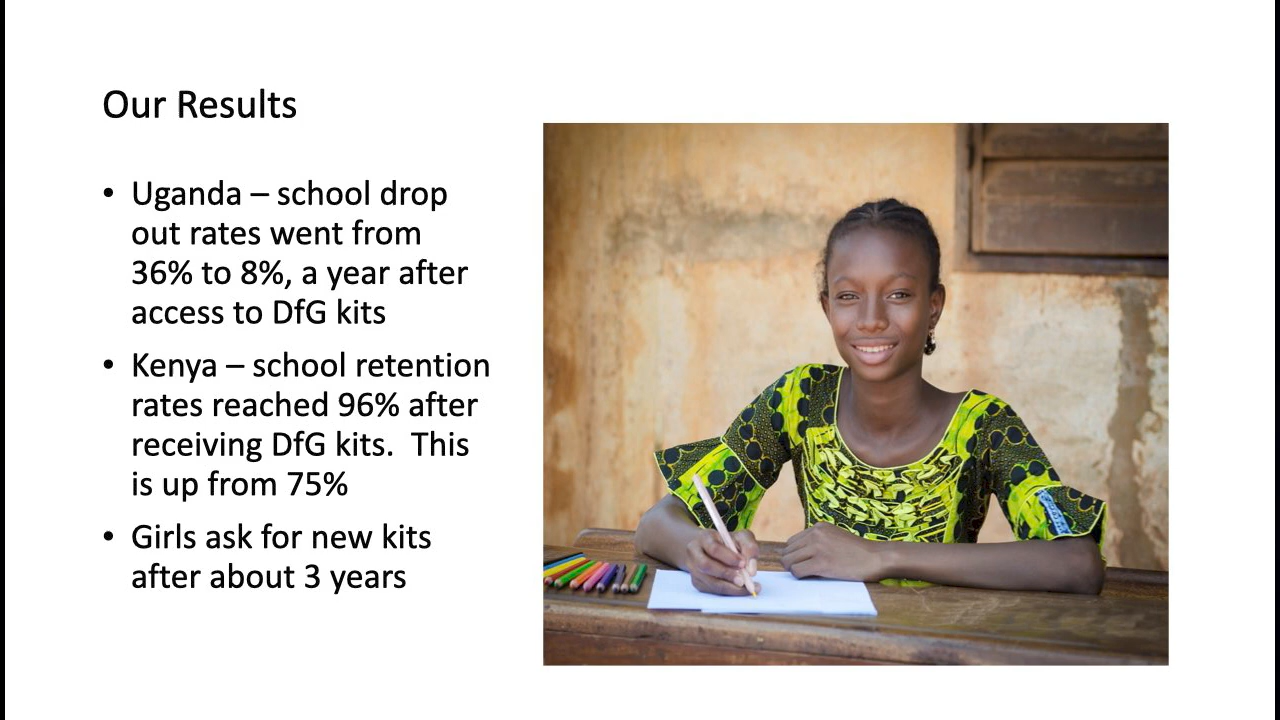 Our Results
• Uganda – school drop
out rates went from
36% to 8%, a year after
access to DfG kits
• Kenya – school retention
rates reached 96% after
receiving DfG kits.  This
is up from 75%
• Girls ask for new kits
after about 3 years